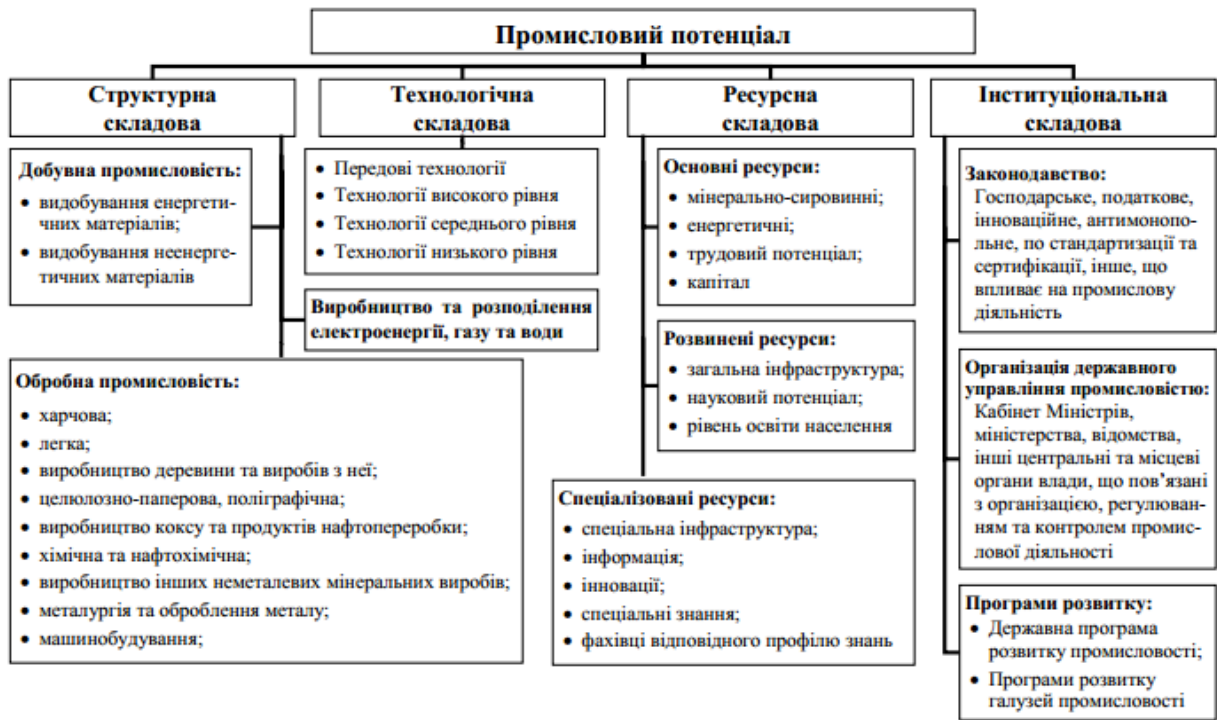 Промисловий потенціал
Структурна
складова
Добувна промисловість:
• видобування енергети-
чних матеріалів;
• видобування неенерге-
тичних матеріалів
Технологічна
складова
• Передові технології
• Технології високого рівня
• Технології середнього рівня
• Технології низького рівня
Виробництво та розподілення
електроенергії, газу та води
Обробна промисловість:
• харчова;
• легка;
• виробництво деревини та виробів з неї;
• целюлозно-паперова, поліграфічна;
• виробництво коксу та продуктів нафтопереробки;
• хімічна та нафтохімічна;
• виробництво інших неметалевих мінеральних виробів;
• металургія та оброблення металу;
• машинобудування;
Ресурсна
складова
Основні ресурси:
• мінерально-сировинні;
• енергетичні;
• трудовий потенціал;
• капітал
Розвинені ресурси:
• загальна інфраструктура;
• науковий потенціал;
• рівень освіти населення
Спеціалізовані ресурси:
• спеціальна інфраструктура;
• інформація;
• інновації;
• спеціальні знання;
• фахівці відповідного профілю знань
Інституціональна
складова
Законодавство:
Господарське, податкове,
інноваційне, антимонопо-
льне, по стандартизації та
сертифікації, інше, що
впливає на промислову
діяльність
Організація державного
управління промисловістю:
Кабінет Міністрів,
міністерства, відомства,
інші центральні та місцеві
органи влади, що пов’язані
з організацією, регулюван-
ням та контролем промис-
лової діяльності
Програми розвитку:
• Державна програма
розвитку промисловості;
• Програми розвитку
галузей промисловості